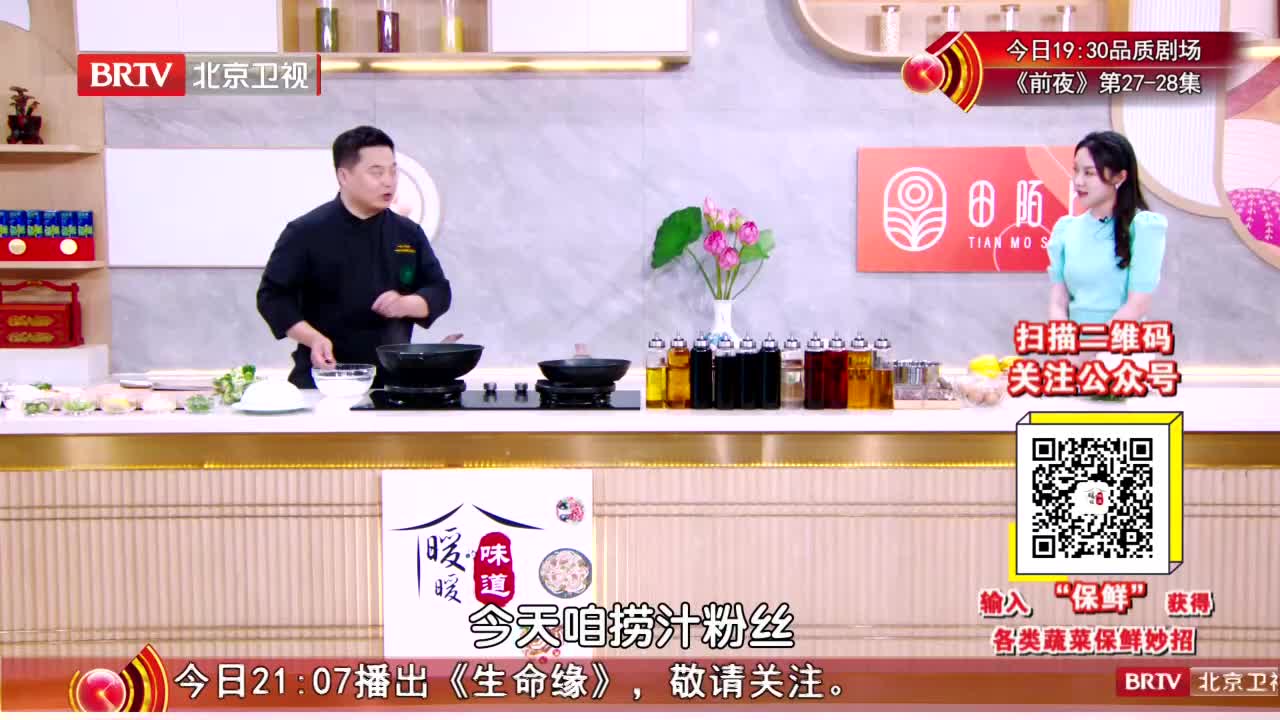 BRTV 北京卫视
今日19:30品质剧场
《前夜》第27-28集
田陌
TIAN MO S
扫描二维码
关注公众号
暖暖
味道
输入 “保鲜” 获得
各类蔬菜保鲜妙招
今天咱捞汁粉丝
今日21:07播出《生命缘》，敬请关注。
BRTV 北京卫视